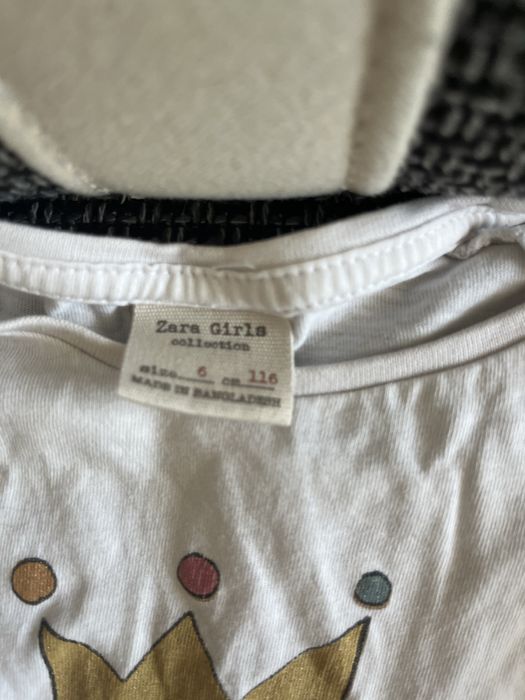 Zara Girls
collection
size 6 cm 116
MADE IN BANGLADESH